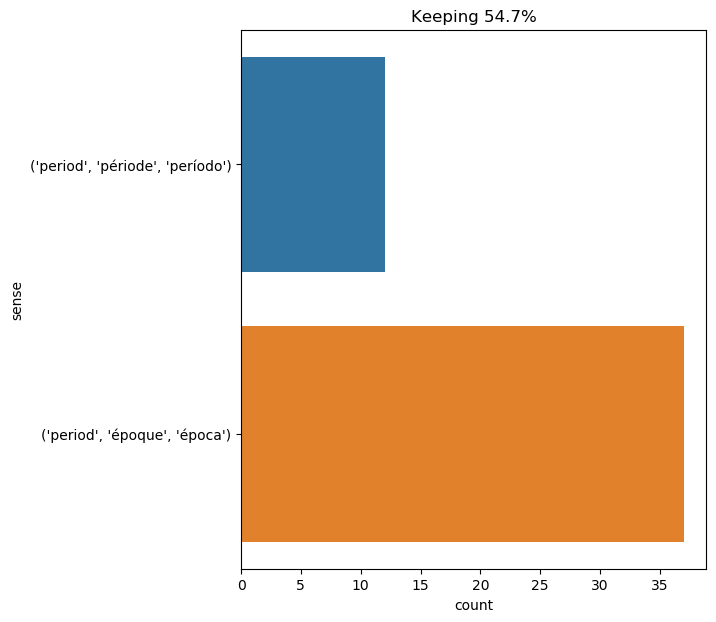 Keeping 54.7%
('period', 'période', 'período')
sense
('period', 'époque', 'época')
0 5 10 15 20 25 30 35
count